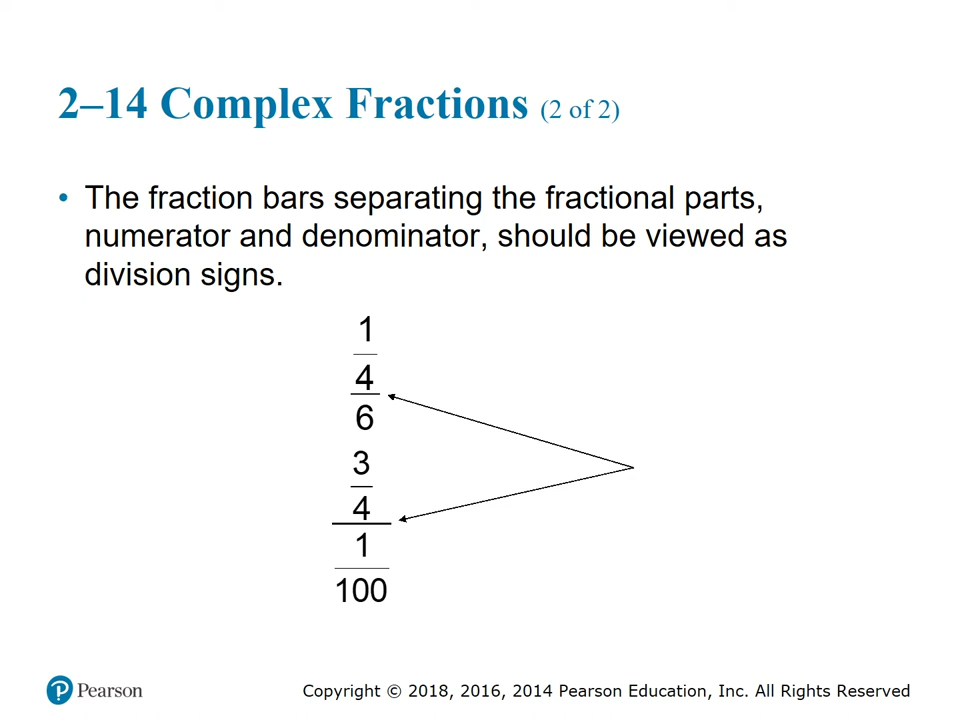 2–14 Complex Fractions (2 of 2)
• The fraction bars separating the fractional parts,
numerator and denominator, should be viewed as
division signs.
1
4
6
3
4
1
100
Pearson
Copyright © 2018, 2016, 2014 Pearson Education, Inc. All Rights Reserved